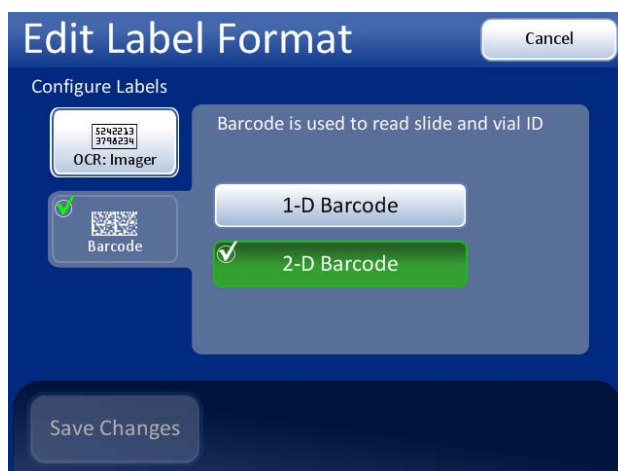 Edit Label Format
Cancel
Configure Labels
5242213
3798234
OCR: Imager
Barcode is used to read slide and vial ID
1-D Barcode
Barcode
2-D Barcode
Save Changes